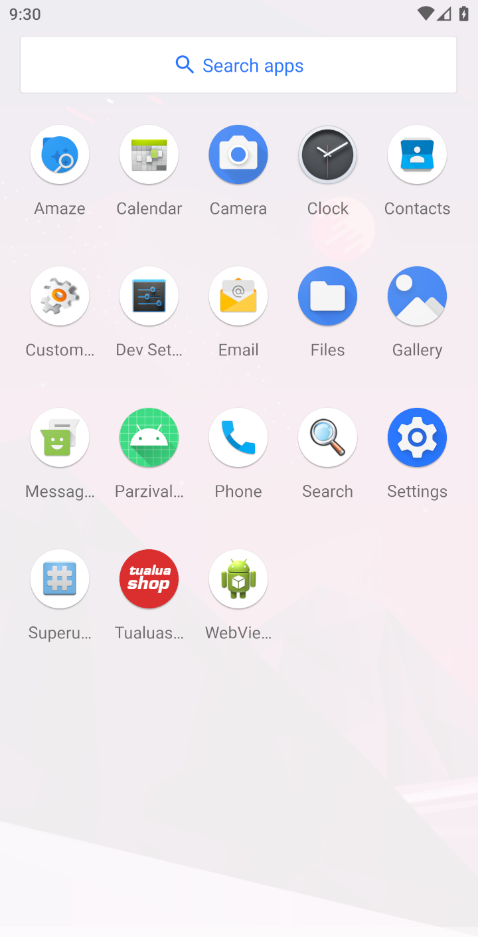 9:30
Search apps
Amaze Calendar Camera Clock Contacts
Custom... Dev Set... Email Files Gallery
Messag... Parzival... Phone Search Settings
tualua
shop
Superu... Tualuas... WebVie...